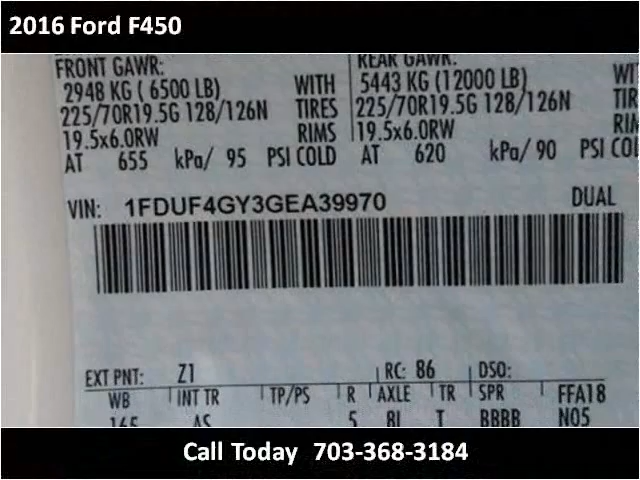 2016 Ford F450
FRONT GAWR: REAR GAWR:
2948 KG ( 6500 LB) WITH 5443 KG (12000 LB)
225/70R19.5G 128/126N TIRES 225/70R19.5G 128/126N
19.5x6.0RW RIMS 19.5x6.0RW
AT 655 kPa/ 95 PSI COLD AT 620 kPa/ 90 PSI
VIN: 1FDUF4GY3GEA39970 DUAL
EXT PNT: Z1 RC: 86 DSO:
WB INT TR TP/PS R AXLE TR SPR FFA18
165 AS 5 8L T BBBB N05
Call Today 703-368-3184